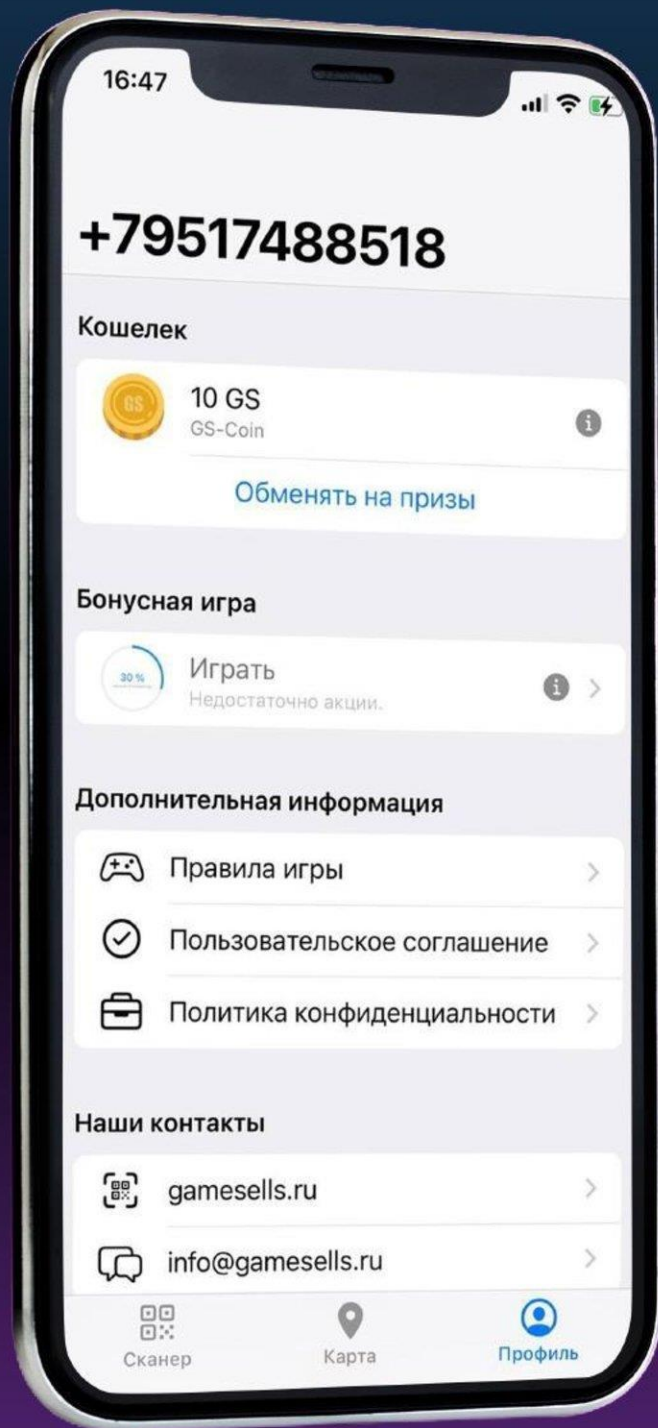 16:47
+79517488518
Кошелек
GS
10 GS
GS-Coin
Обменять на призы
Бонусная игра
30 %
Играть
Недостаточно акции.
Дополнительная информация
Правила игры
Пользовательское соглашение
Политика конфиденциальности
Наши контакты
gamesells.ru
info@gamesells.ru
Сканер
Карта
Профиль